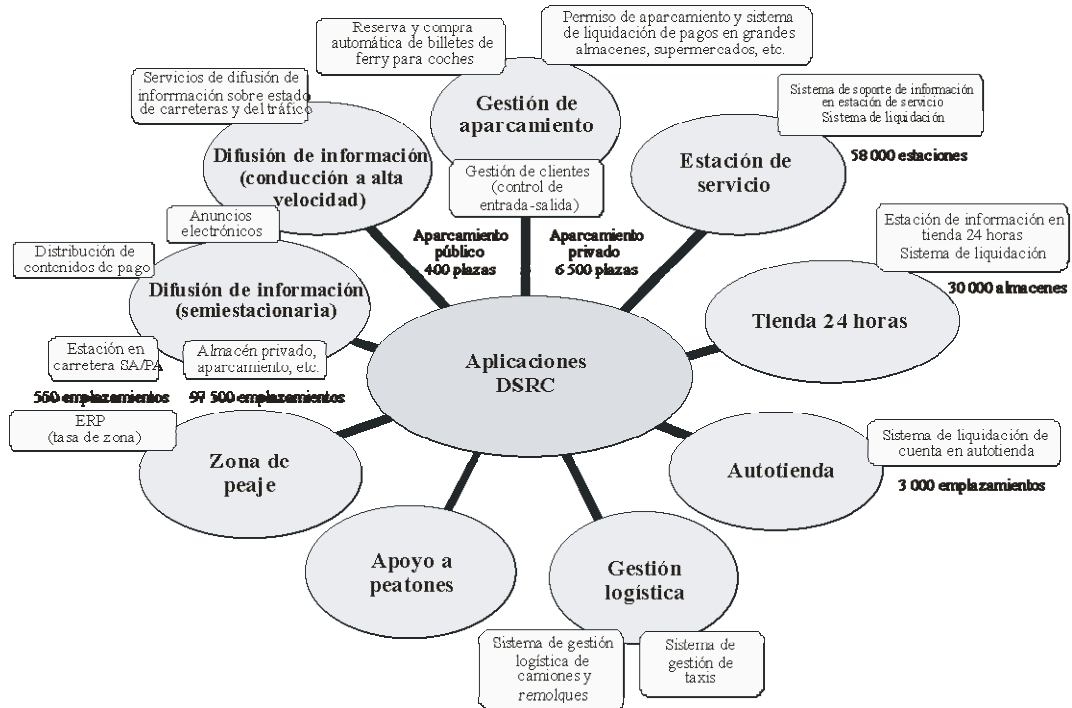 Reserva y compra
automática de billetes de
ferry para coches
Permiso de aparcamiento y sistema
de liquidación de pagos en grandes
almacenes, supermercados, etc.
Servicios de difusión de
información sobre estado
de carreteras y del tráfico
Gestión de
aparcamiento
Sistema de soporte de información
en estación de servicio
Sistema de liquidación
58 000 estaciones
Difusión de información
(conducción a alta
velocidad)
Gestión de clientes
(control de
entrada-salida)
Estación de
servicio
Anuncios
electrónicos
Aparcamiento
público
400 plazas
Aparcamiento
privado
6 500 plazas
Estación de información en
tienda 24 horas
Sistema de liquidación
30 000 almacenes
Distribución de
contenidos de pago
Difusión de información
(semiestacionaria)
Tienda 24 horas
Estación en
carretera SA/PA
560 emplazamientos
Almacén privado,
aparcamiento, etc.
97 500 emplazamientos
Aplicaciones
DSRC
ERP
(tasa de zona)
Zona de
peaje
Autotienda
Sistema de liquidación de
cuenta en autotienda
3 000 emplazamientos
Apoyo a
peatones
Gestión
logística
Sistema de gestión
logística de
camiones y
remolques
Sistema de
gestión de
taxis